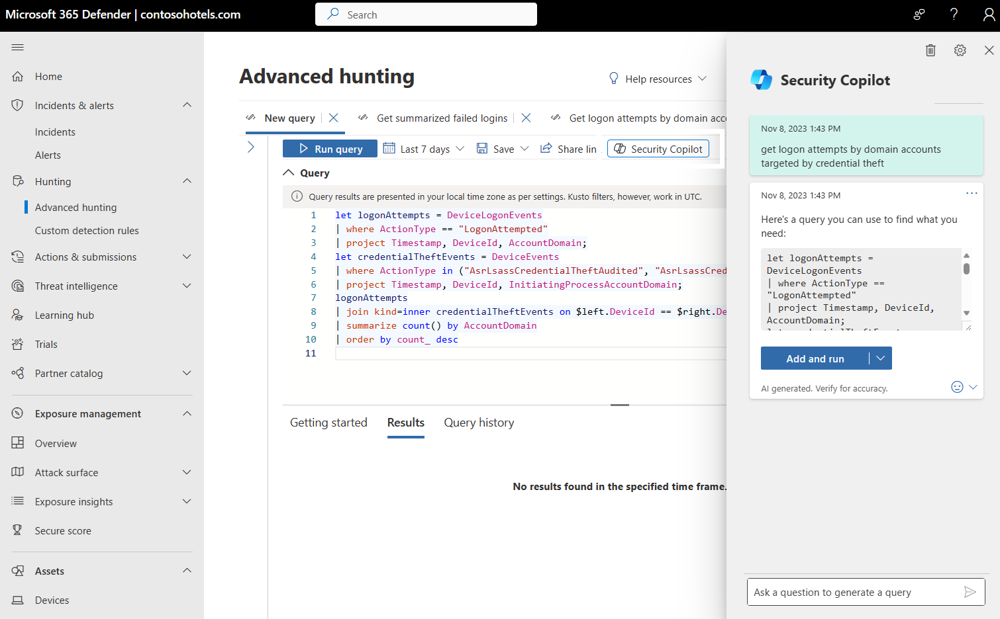 Microsoft 365 Defender | contosohotels.com
Search
Home
Incidents & alerts
Incidents
Alerts
Hunting
Advanced hunting
Custom detection rules
Actions & submissions
Threat intelligence
Learning hub
Trials
Partner catalog
Exposure management
Overview
Attack surface
Exposure insights
Secure score
Assets
Devices
Advanced hunting
Help resources
New query
Get summarized failed logins
Get logon attempts by domain acc
Run query
Last 7 days
Save
Share lin
Security Copilot
Query
Query results are presented in your local time zone as per settings. Kusto filters, however, work in UTC.
1 let logonAttempts = DeviceLogonEvents
2 | where ActionType == "LogonAttempted"
3 | project Timestamp, DeviceId, AccountDomain;
4 let credentialTheftEvents = DeviceEvents
5 | where ActionType in ("AsrLsassCredentialTheftAudited", "AsrLsassCred
6 | project Timestamp, DeviceId, InitiatingProcessAccountDomain;
7 logonAttempts
8 | join kind=inner credentialTheftEvents on $left.DeviceId == $right.De
9 | summarize count() by AccountDomain
10 | order by count_ desc
11
Getting started
Results
Query history
No results found in the specified time frame.
Security Copilot
Nov 8, 2023 1:43 PM
get logon attempts by domain accounts
targeted by credential theft
Nov 8, 2023 1:43 PM
Here's a query you can use to find what you
need:
let logonAttempts =
DeviceLogonEvents
| where ActionType ==
"LogonAttempted"
| project Timestamp, DeviceId,
AccountDomain;
Add and run
AI generated. Verify for accuracy.
Ask a question to generate a query